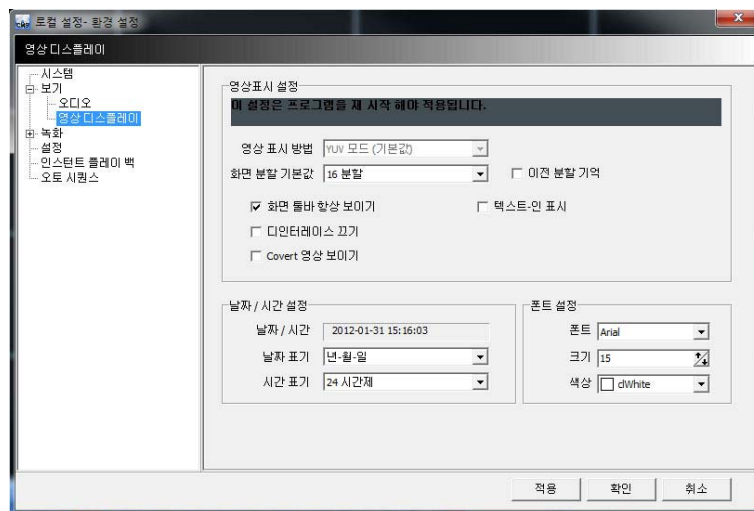 로컬 설정- 환경 설정
영상 디스플레이
시스템
보기
오디오
영상 디스플레이
녹화
설정
인스턴트 플레이 백
오토 시퀀스
영상표시 설정
이 설정은 프로그램을 재 시작 해야 적용됩니다.
영상 표시 방법 YUV 모드 (기본값)
화면 분할 기본값 16 분할 이전 분할 기억
화면 툴바 항상 보이기 텍스트-인 표시
디인터레이스 끄기
Covert 영상 보이기
날짜 / 시간 설정
날짜 / 시간 2012-01-31 15:16:03
날짜 표기 년-월-일
시간 표기 24 시간제
폰트 설정
폰트 Arial
크기 15
색상 clWhite
적용 확인 취소